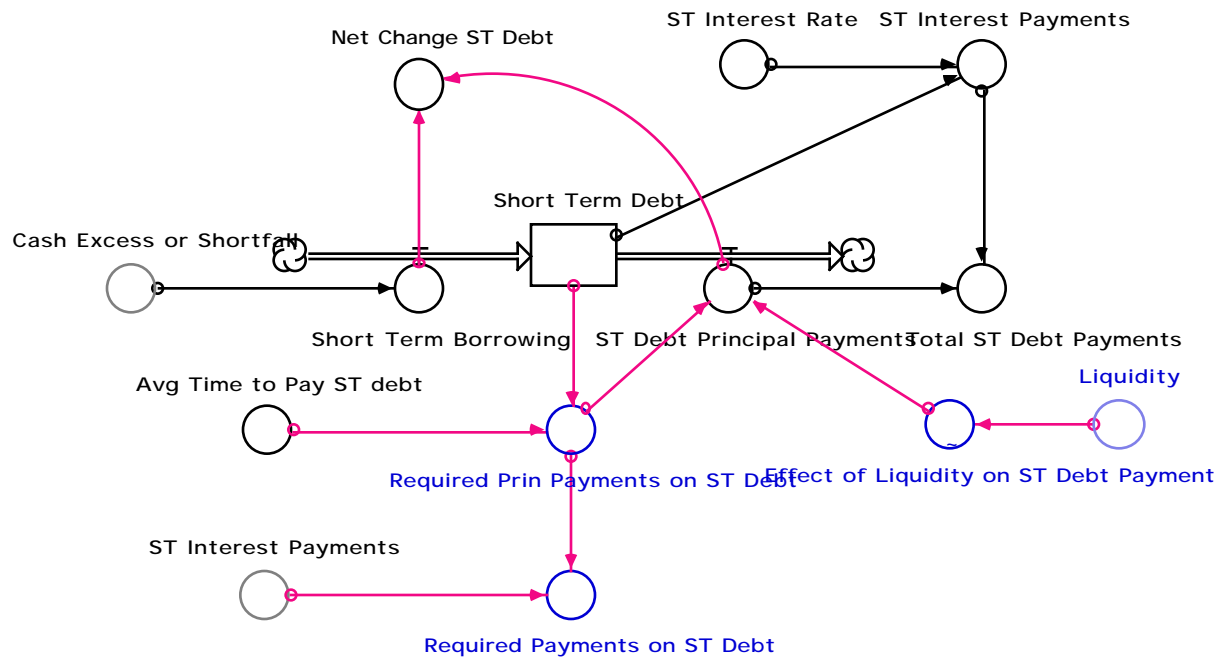 ST Interest Rate
ST Interest Payments
Net Change ST Debt
Short Term Debt
Cash Excess or Shortfall
Short Term Borrowing
ST Debt Principal Payments
Total ST Debt Payments
Liquidity
Avg Time to Pay ST debt
Required Prin Payments on ST Debt
~
Effect of Liquidity on ST Debt Payment
ST Interest Payments
Required Payments on ST Debt